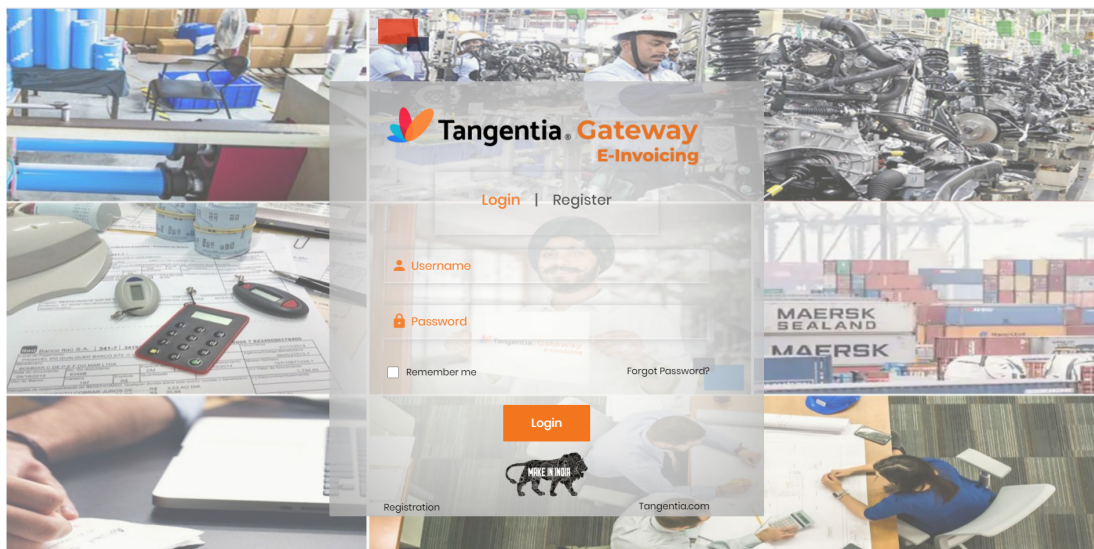 Tangentia® Gateway
E-Invoicing
Login | Register
Username
Password
Remember me
Forgot Password?
Login
MAKE IN INDIA
Registration
Tangentia.com
MAERSK
SEALAND
MAERSK